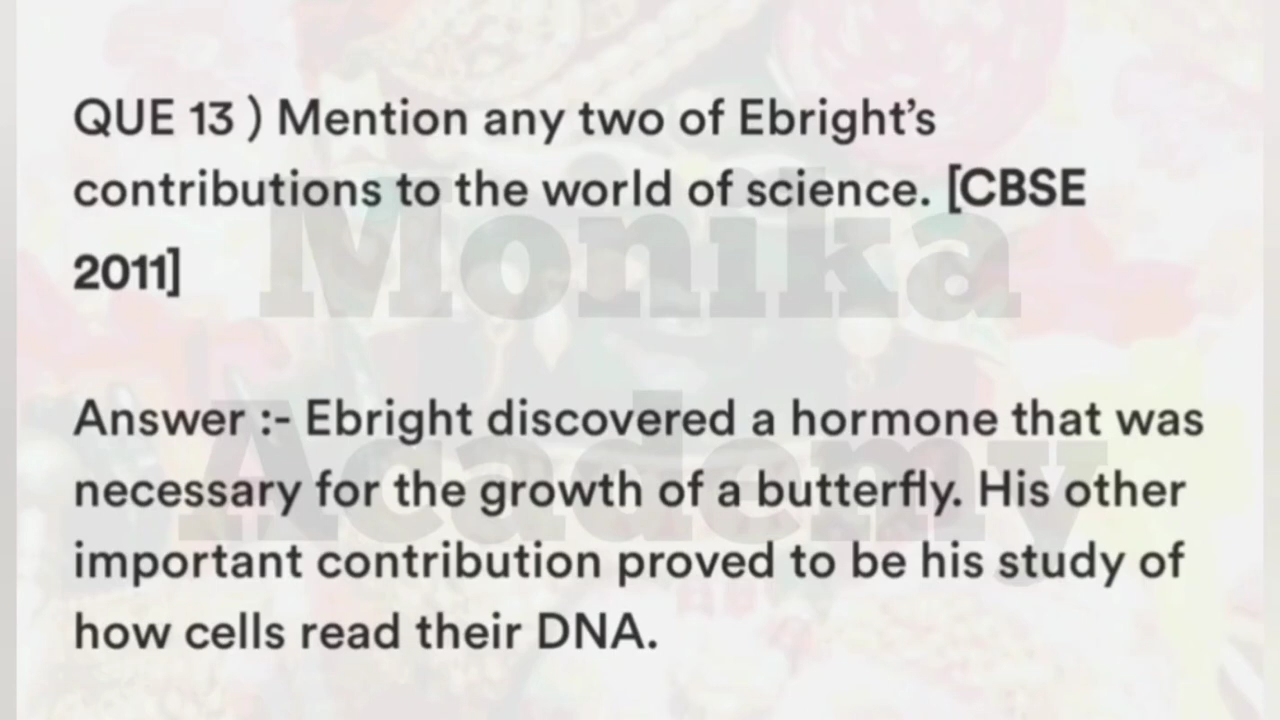 QUE 13 ) Mention any two of Ebright’s
contributions to the world of science. [CBSE
2011]
Answer :- Ebright discovered a hormone that was
necessary for the growth of a butterfly. His other
important contribution proved to be his study of
how cells read their DNA.
Monika
Academy